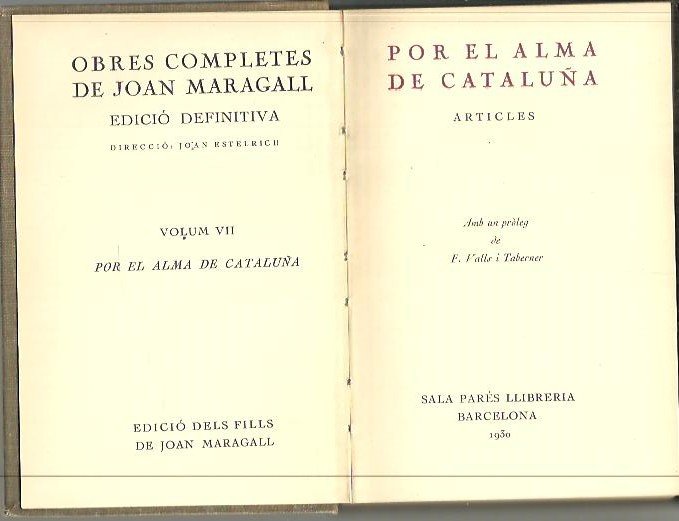 OBRES COMPLETES
DE JOAN MARAGALL
EDICIÓ DEFINITIVA
DIRECCIÓ: JOAN ESTELRICH
VOLUM VII
POR EL ALMA DE CATALUÑA
EDICIÓ DELS FILLS
DE JOAN MARAGALL
POR EL ALMA
DE CATALUÑA
ARTICLES
Amb un pròleg
de
F. Valls i Taberner
SALA PARÉS LLIBRERIA
BARCELONA
1930